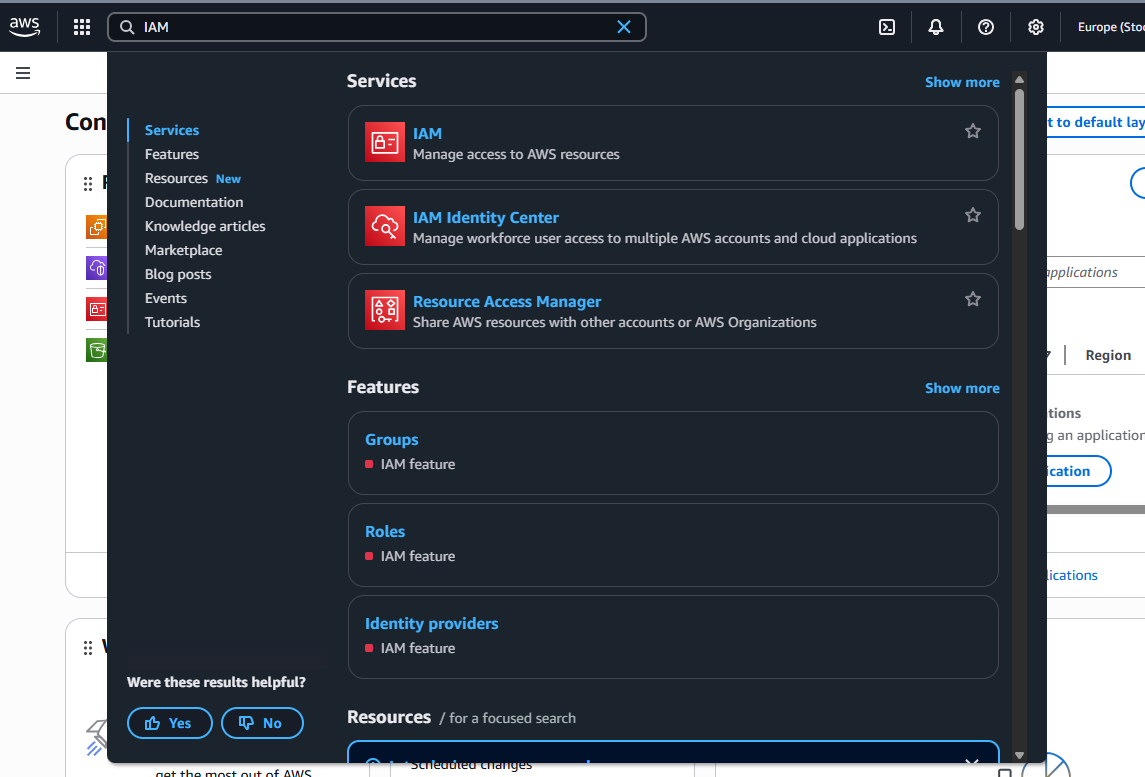 aws
IAM
Europe (Sto
Con
t to default lay
Services
Features
Resources New
Documentation
Knowledge articles
Marketplace
Blog posts
Events
Tutorials
Services
Show more
IAM
Manage access to AWS resources
IAM Identity Center
Manage workforce user access to multiple AWS accounts and cloud applications
Resource Access Manager
Share AWS resources with other accounts or AWS Organizations
Features
Show more
Groups
IAM feature
Roles
IAM feature
Identity providers
IAM feature
Resources / for a focused search
Were these results helpful?
Yes
No
applications
Region
tions
g an application
ication
lications
get the most out of AWS
Scheduled changes